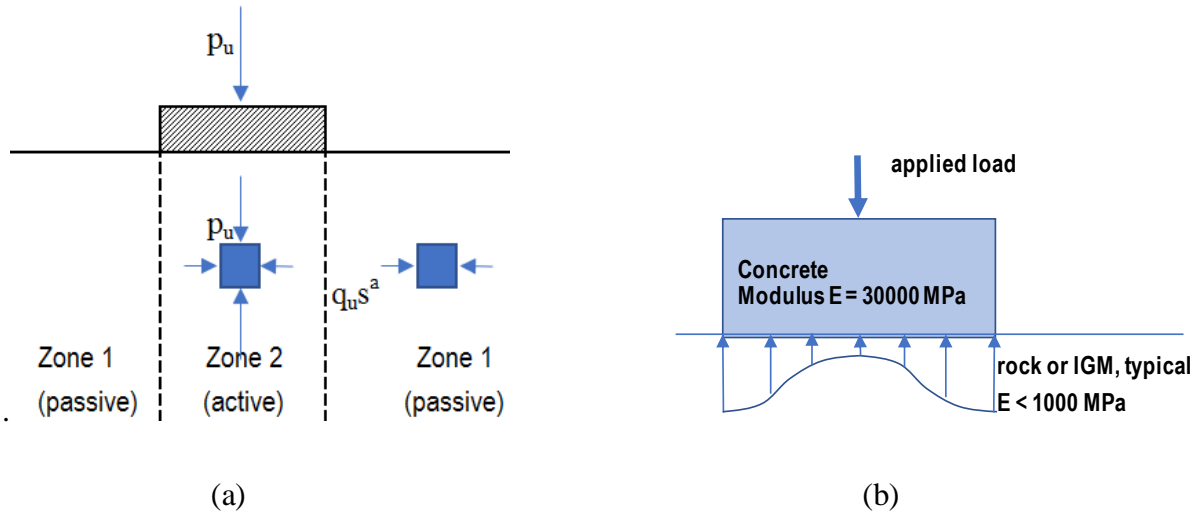 p_u
p_u
q_u s^a
Zone 1
(passive)
Zone 2
(active)
Zone 1
(passive)
.
(a)
applied load
Concrete
Modulus E = 30000 MPa
rock or IGM, typical
E < 1000 MPa
(b)